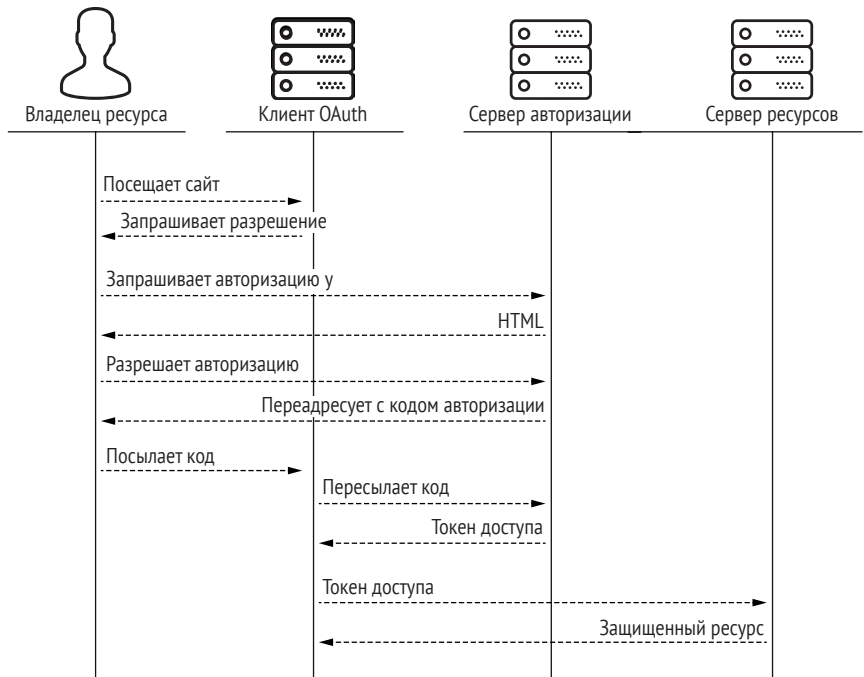 Владелец ресурса
Клиент OAuth
Сервер авторизации
Сервер ресурсов
Посещает сайт
Запрашивает разрешение
Запрашивает авторизацию у
HTML
Разрешает авторизацию
Переадресует с кодом авторизации
Посылает код
Пересылает код
Токен доступа
Токен доступа
Защищенный ресурс